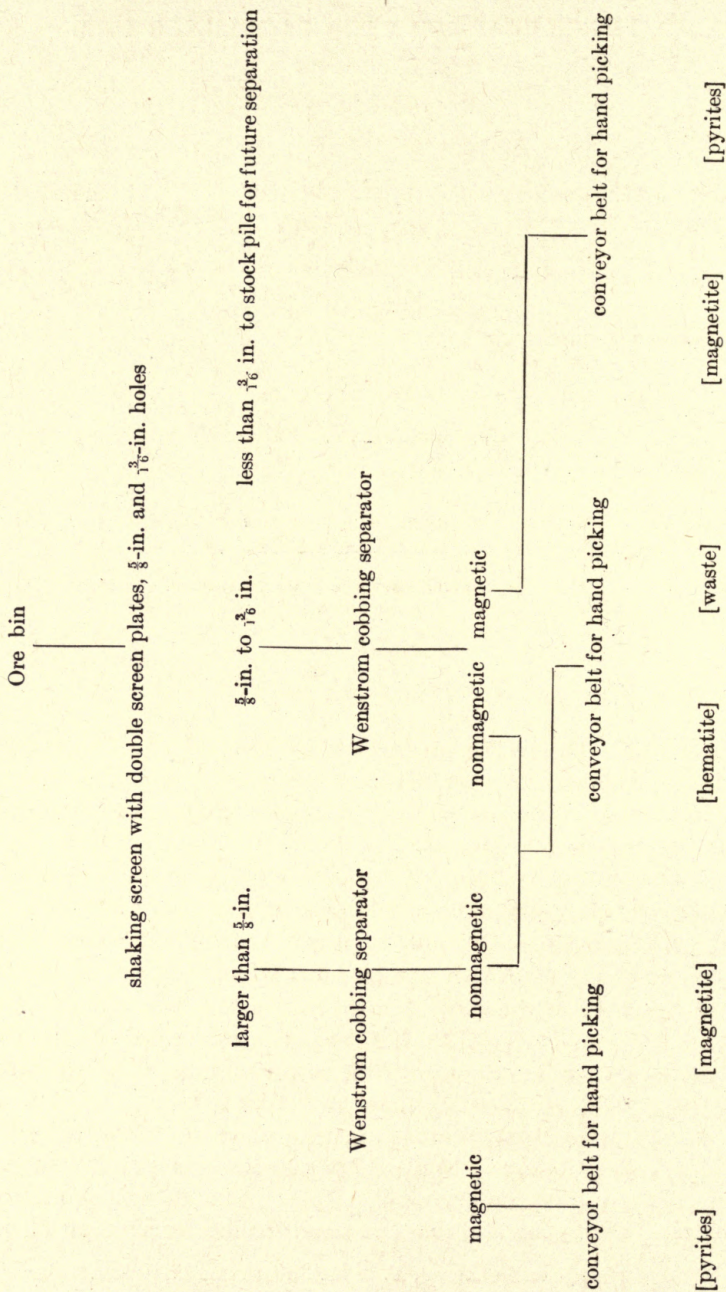 Ore bin
shaking screen with double screen plates, ⅝-in. and 3/16-in. holes
larger than ⅝-in.
⅝-in. to 3/16 in.
less than 3/16 in. to stock pile for future separation
Wenstrom cobbing separator
Wenstrom cobbing separator
magnetic
nonmagnetic
nonmagnetic
magnetic
conveyor belt for hand picking
conveyor belt for hand picking
conveyor belt for hand picking
[pyrites]
[magnetite]
[hematite]
[waste]
[magnetite]
[pyrites]